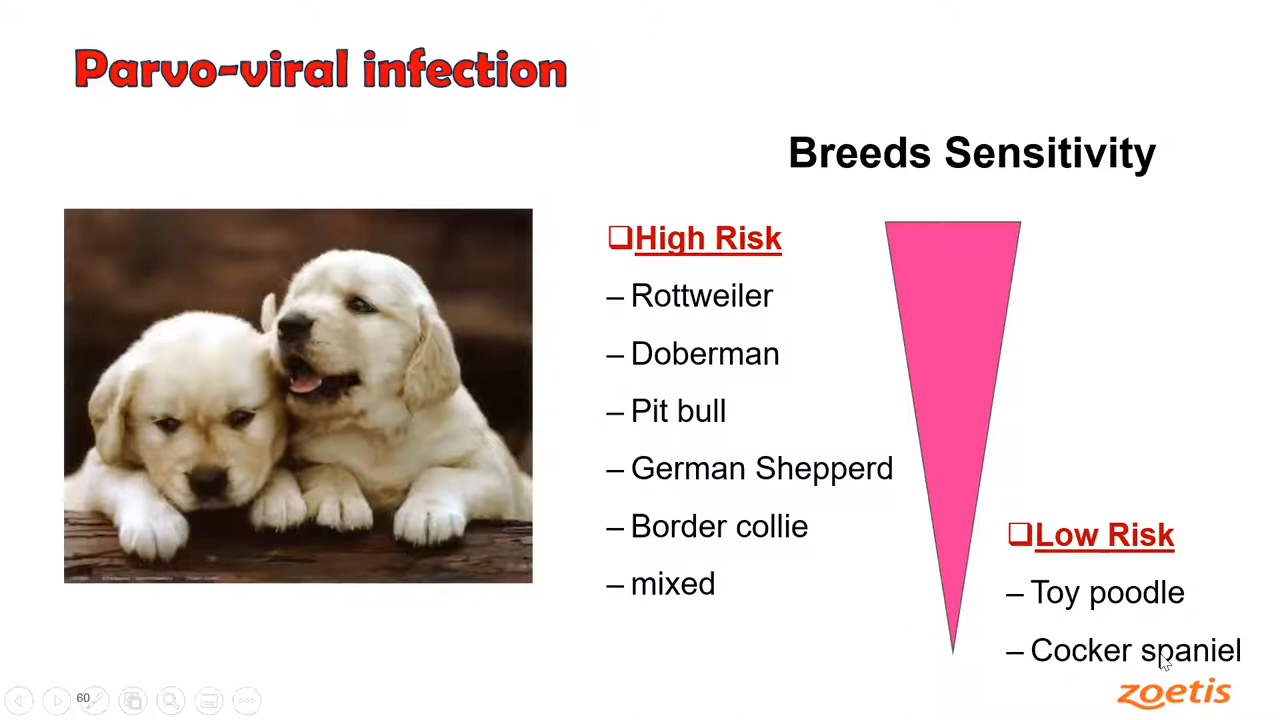 Parvo-viral infection
Breeds Sensitivity
High Risk
– Rottweiler
– Doberman
– Pit bull
– German Shepperd
– Border collie
– mixed
Low Risk
– Toy poodle
– Cocker spaniel
60
zoetis